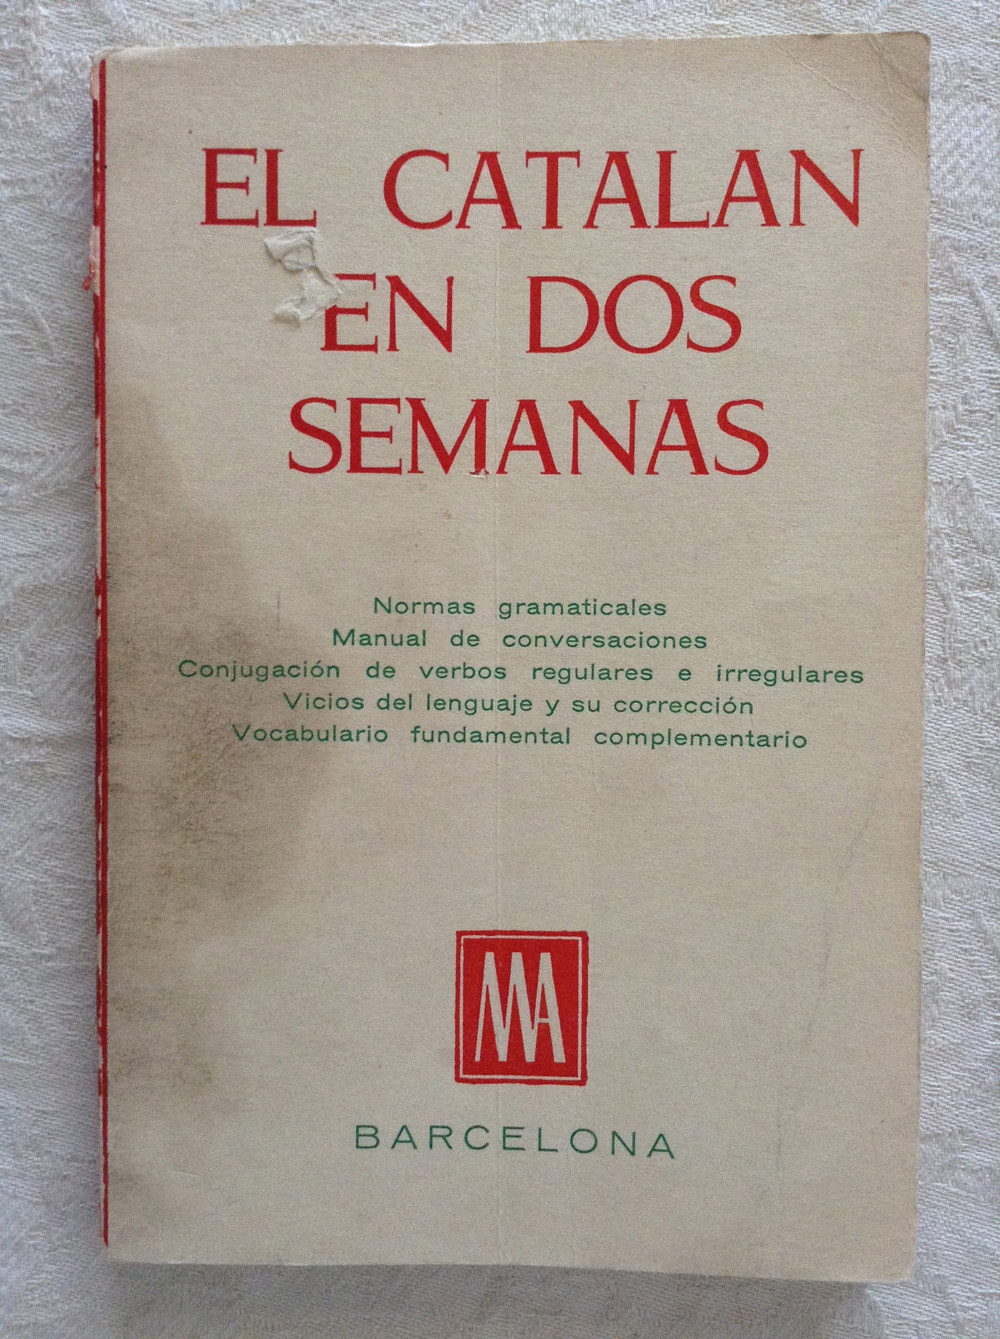 EL CATALAN
EN DOS
SEMANAS
Normas gramaticales
Manual de conversaciones
Conjugación de verbos regulares e irregulares
Vicios del lenguaje y su corrección
Vocabulario fundamental complementario
MA
BARCELONA